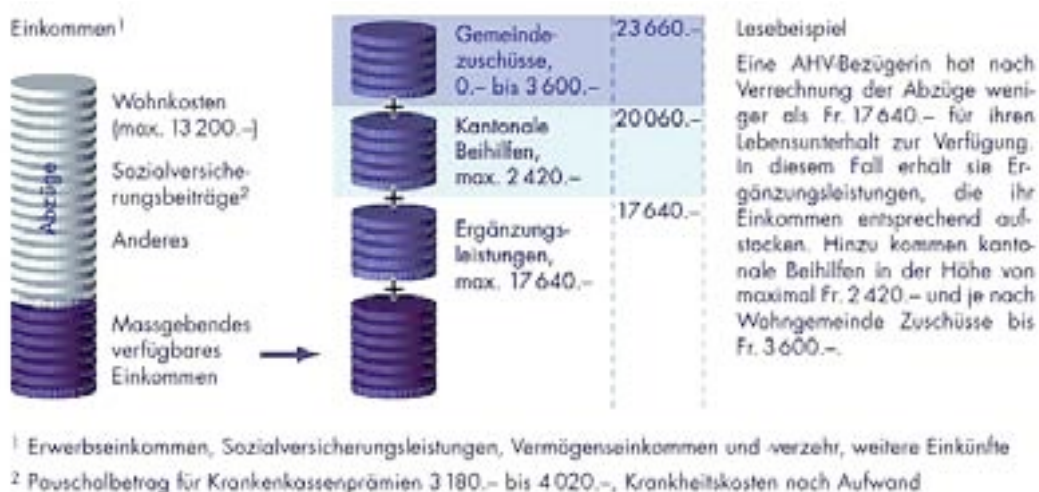 Einkommen¹
Abzüge
Wohnkosten
(max. 13 200.–)
Sozialversiche-
rungsbeiträge²
Anderes
Massgebendes
verfügbares
Einkommen
Gemeinde-
zuschüsse,
0.– bis 3 600.–
23 660.–
+
Kantonale
Beihilfen,
max. 2 420.–
20 060.–
+
Ergänzungs-
leistungen,
max. 17 640.–
17 640.–
+
Lesebeispiel
Eine AHV-Bezügerin hat nach
Verrechnung der Abzüge weni-
ger als Fr. 17 640.– für ihren
Lebensunterhalt zur Verfügung.
In diesem Fall erhält sie Er-
gänzungsleistungen, die ihr
Einkommen entsprechend auf-
stocken. Hinzu kommen kanto-
nale Beihilfen in der Höhe von
maximal Fr. 2 420.– und je nach
Wohngemeinde Zuschüsse bis
Fr. 3 600.–.
¹ Erwerbseinkommen, Sozialversicherungsleistungen, Vermögenseinkommen und -verzehr, weitere Einkünfte
² Pauschalbetrag für Krankenkassenprämien 3 180.– bis 4 020.–, Krankheitskosten nach Aufwand